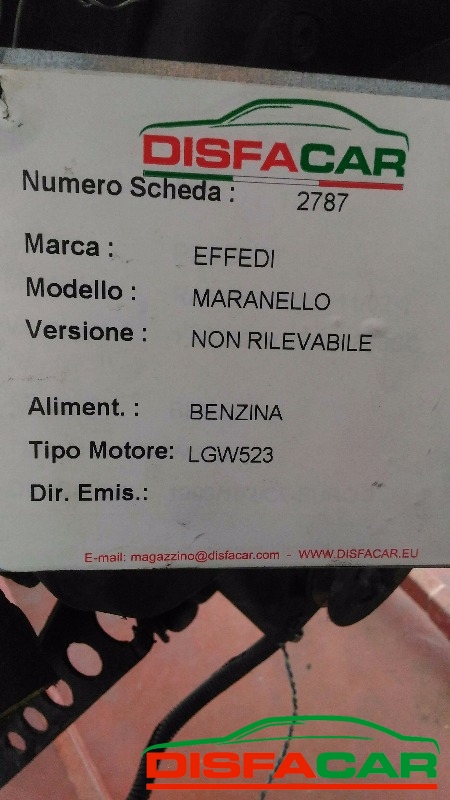 DISFACAR
Numero Scheda : 2787
Marca : EFFEDI
Modello : MARANELLO
Versione : NON RILEVABILE
Aliment. : BENZINA
Tipo Motore: LGW523
Dir. Emis.:
E-mail: magazzino@disfacar.com - WWW.DISFACAR.EU
DISFACAR